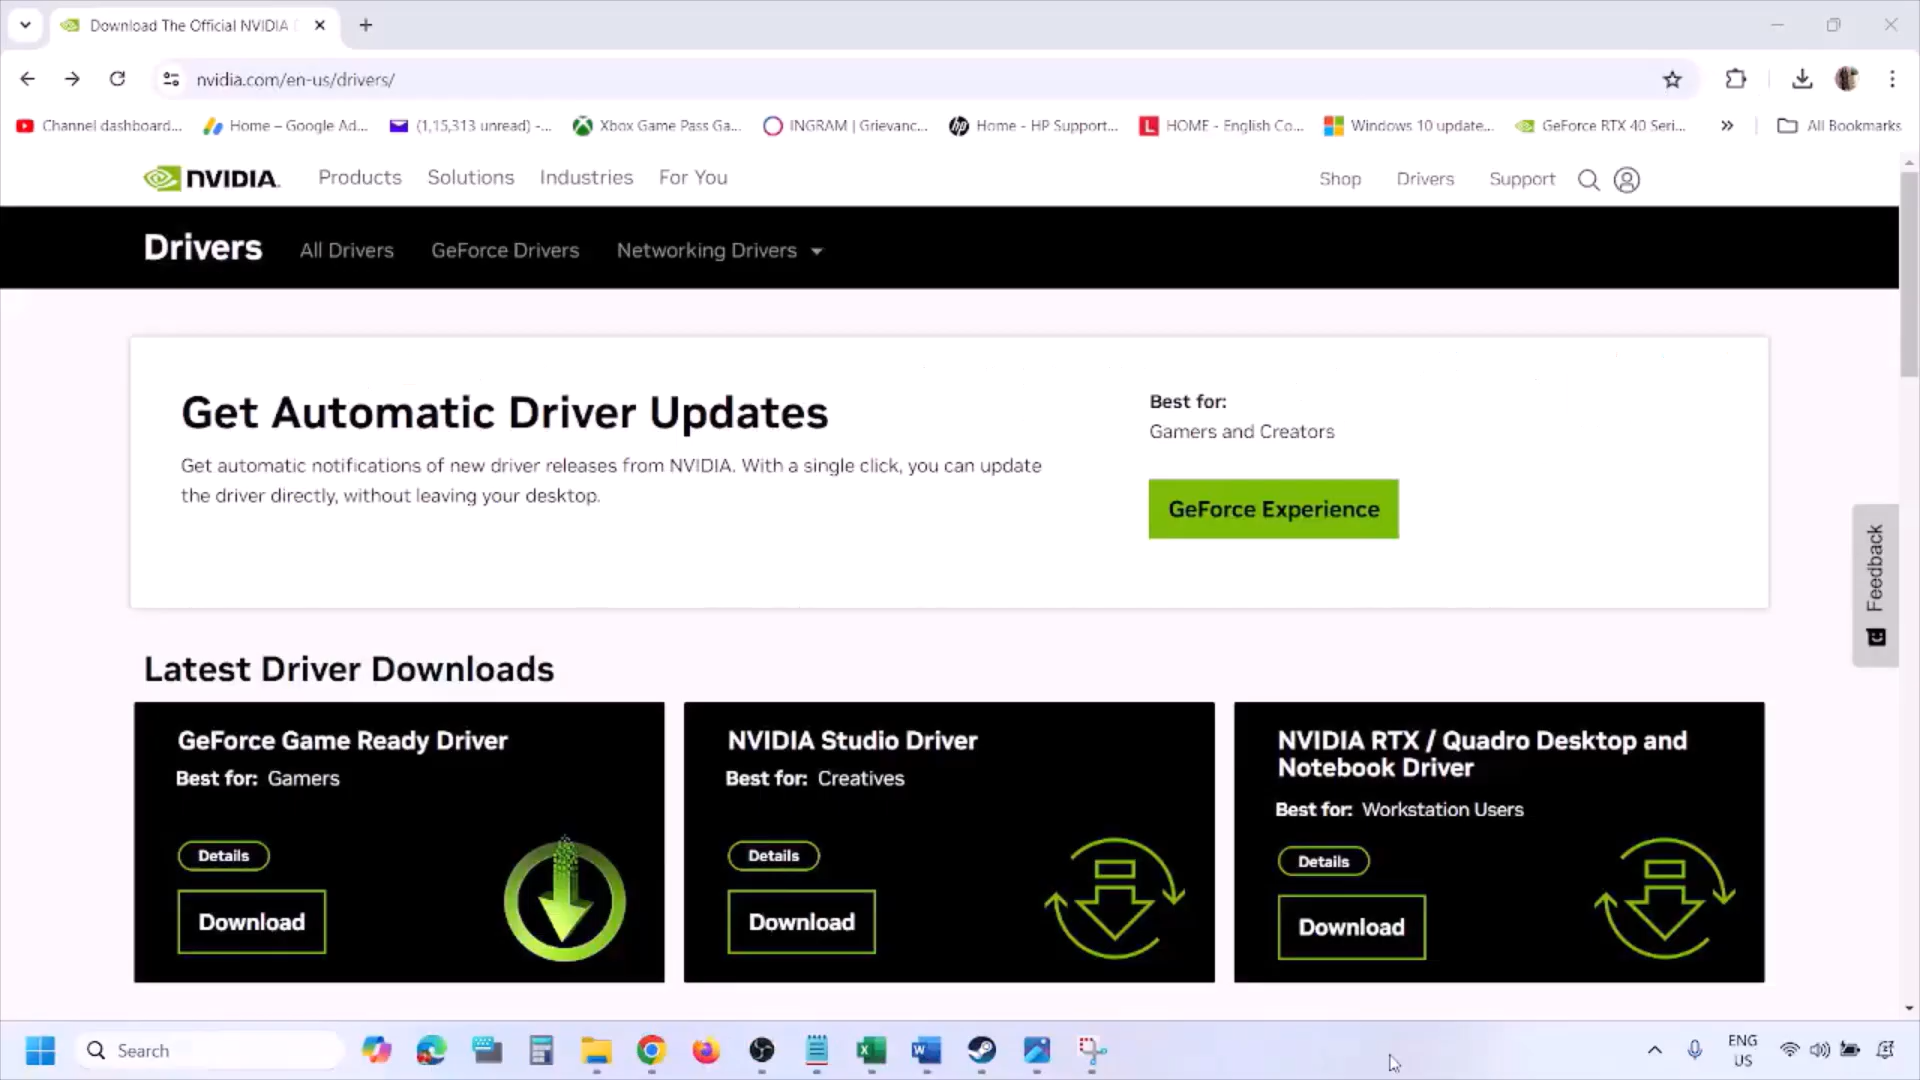 Download The Official NVIDIA
nvidia.com/en-us/drivers/
Channel dashboard...
Home – Google Ad...
(1,15,313 unread) -...
Xbox Game Pass Ga...
INGRAM | Grievanc...
Home - HP Support...
HOME - English Co...
Windows 10 update...
GeForce RTX 40 Seri...
All Bookmarks
NVIDIA.
Products
Solutions
Industries
For You
Shop
Drivers
Support
Drivers
All Drivers
GeForce Drivers
Networking Drivers
Get Automatic Driver Updates
Get automatic notifications of new driver releases from NVIDIA. With a single click, you can update
the driver directly, without leaving your desktop.
Best for:
Gamers and Creators
GeForce Experience
Feedback
Latest Driver Downloads
GeForce Game Ready Driver
Best for: Gamers
Details
Download
NVIDIA Studio Driver
Best for: Creatives
Details
Download
NVIDIA RTX / Quadro Desktop and
Notebook Driver
Best for: Workstation Users
Details
Download
Search
ENG
US